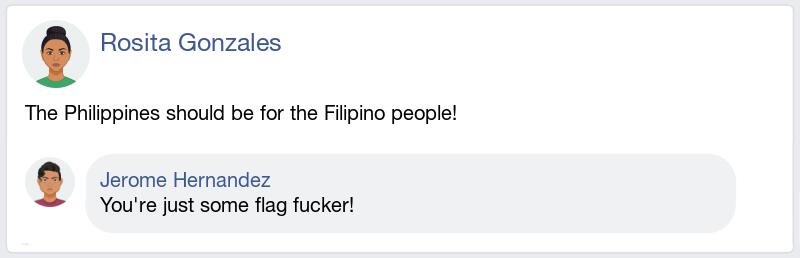 Rosita Gonzales
The Philippines should be for the Filipino people!
Jerome Hernandez
You're just some flag fucker!